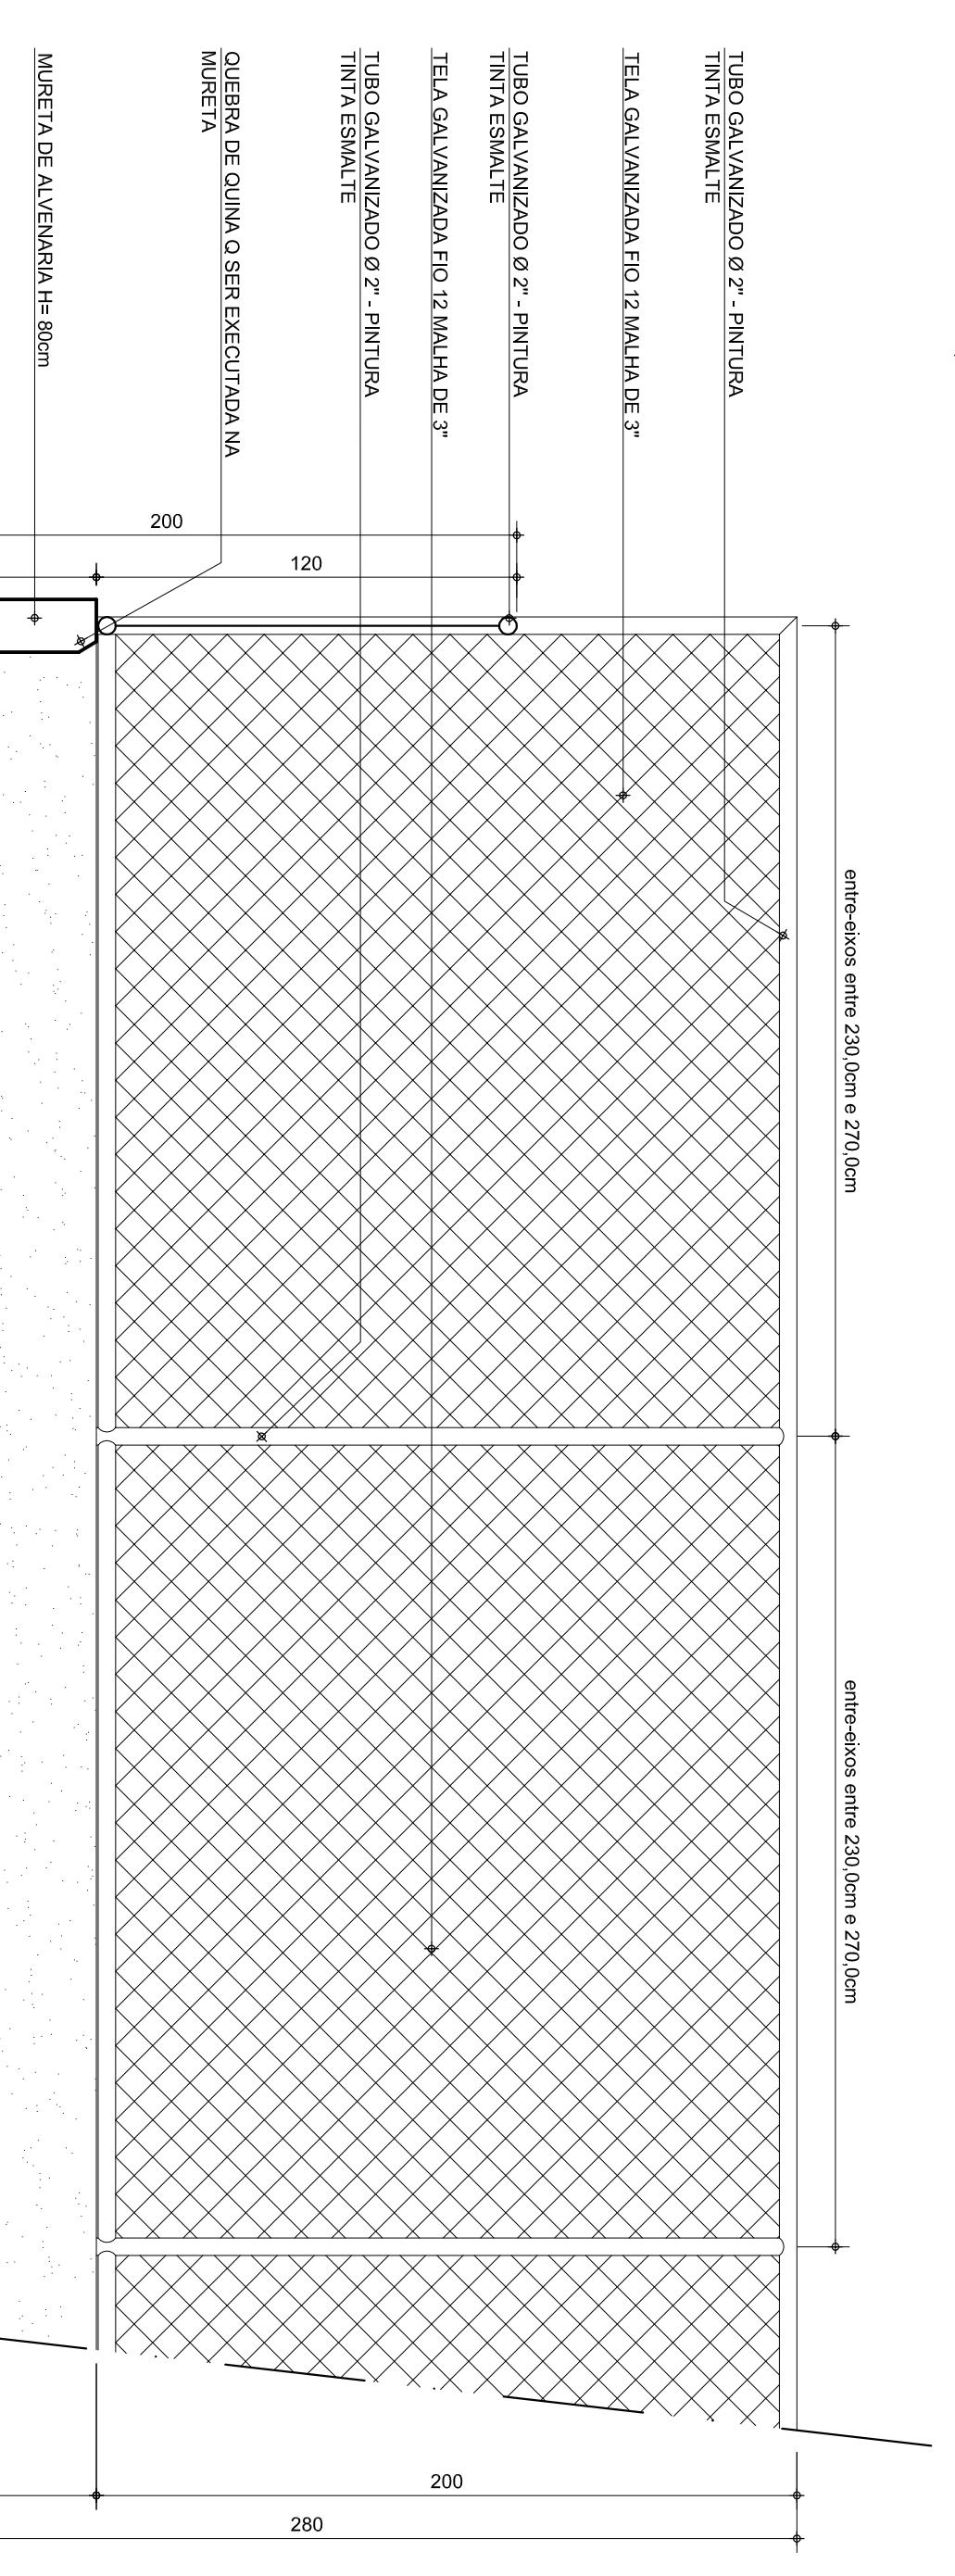 TUBO GALVANIZADO Ø 2" - PINTURA
TINTA ESMALTE
TELA GALVANIZADA FIO 12 MALHA DE 3"
TUBO GALVANIZADO Ø 2" - PINTURA
TINTA ESMALTE
TELA GALVANIZADA FIO 12 MALHA DE 3"
TUBO GALVANIZADO Ø 2" - PINTURA
TINTA ESMALTE
QUEBRA DE QUINA Q SER EXECUTADA NA
MURETA
MURETA DE ALVENARIA H= 80cm
200
120
entre-eixos entre 230,0cm e 270,0cm
entre-eixos entre 230,0cm e 270,0cm
200
280